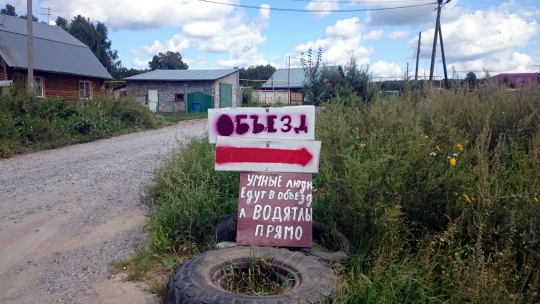 ОБЪЕЗД
УМНЫЕ ЛЮДИ
ЕДУТ В ОБЪЕЗД
А ВОДЯТЛЫ
ПРЯМО